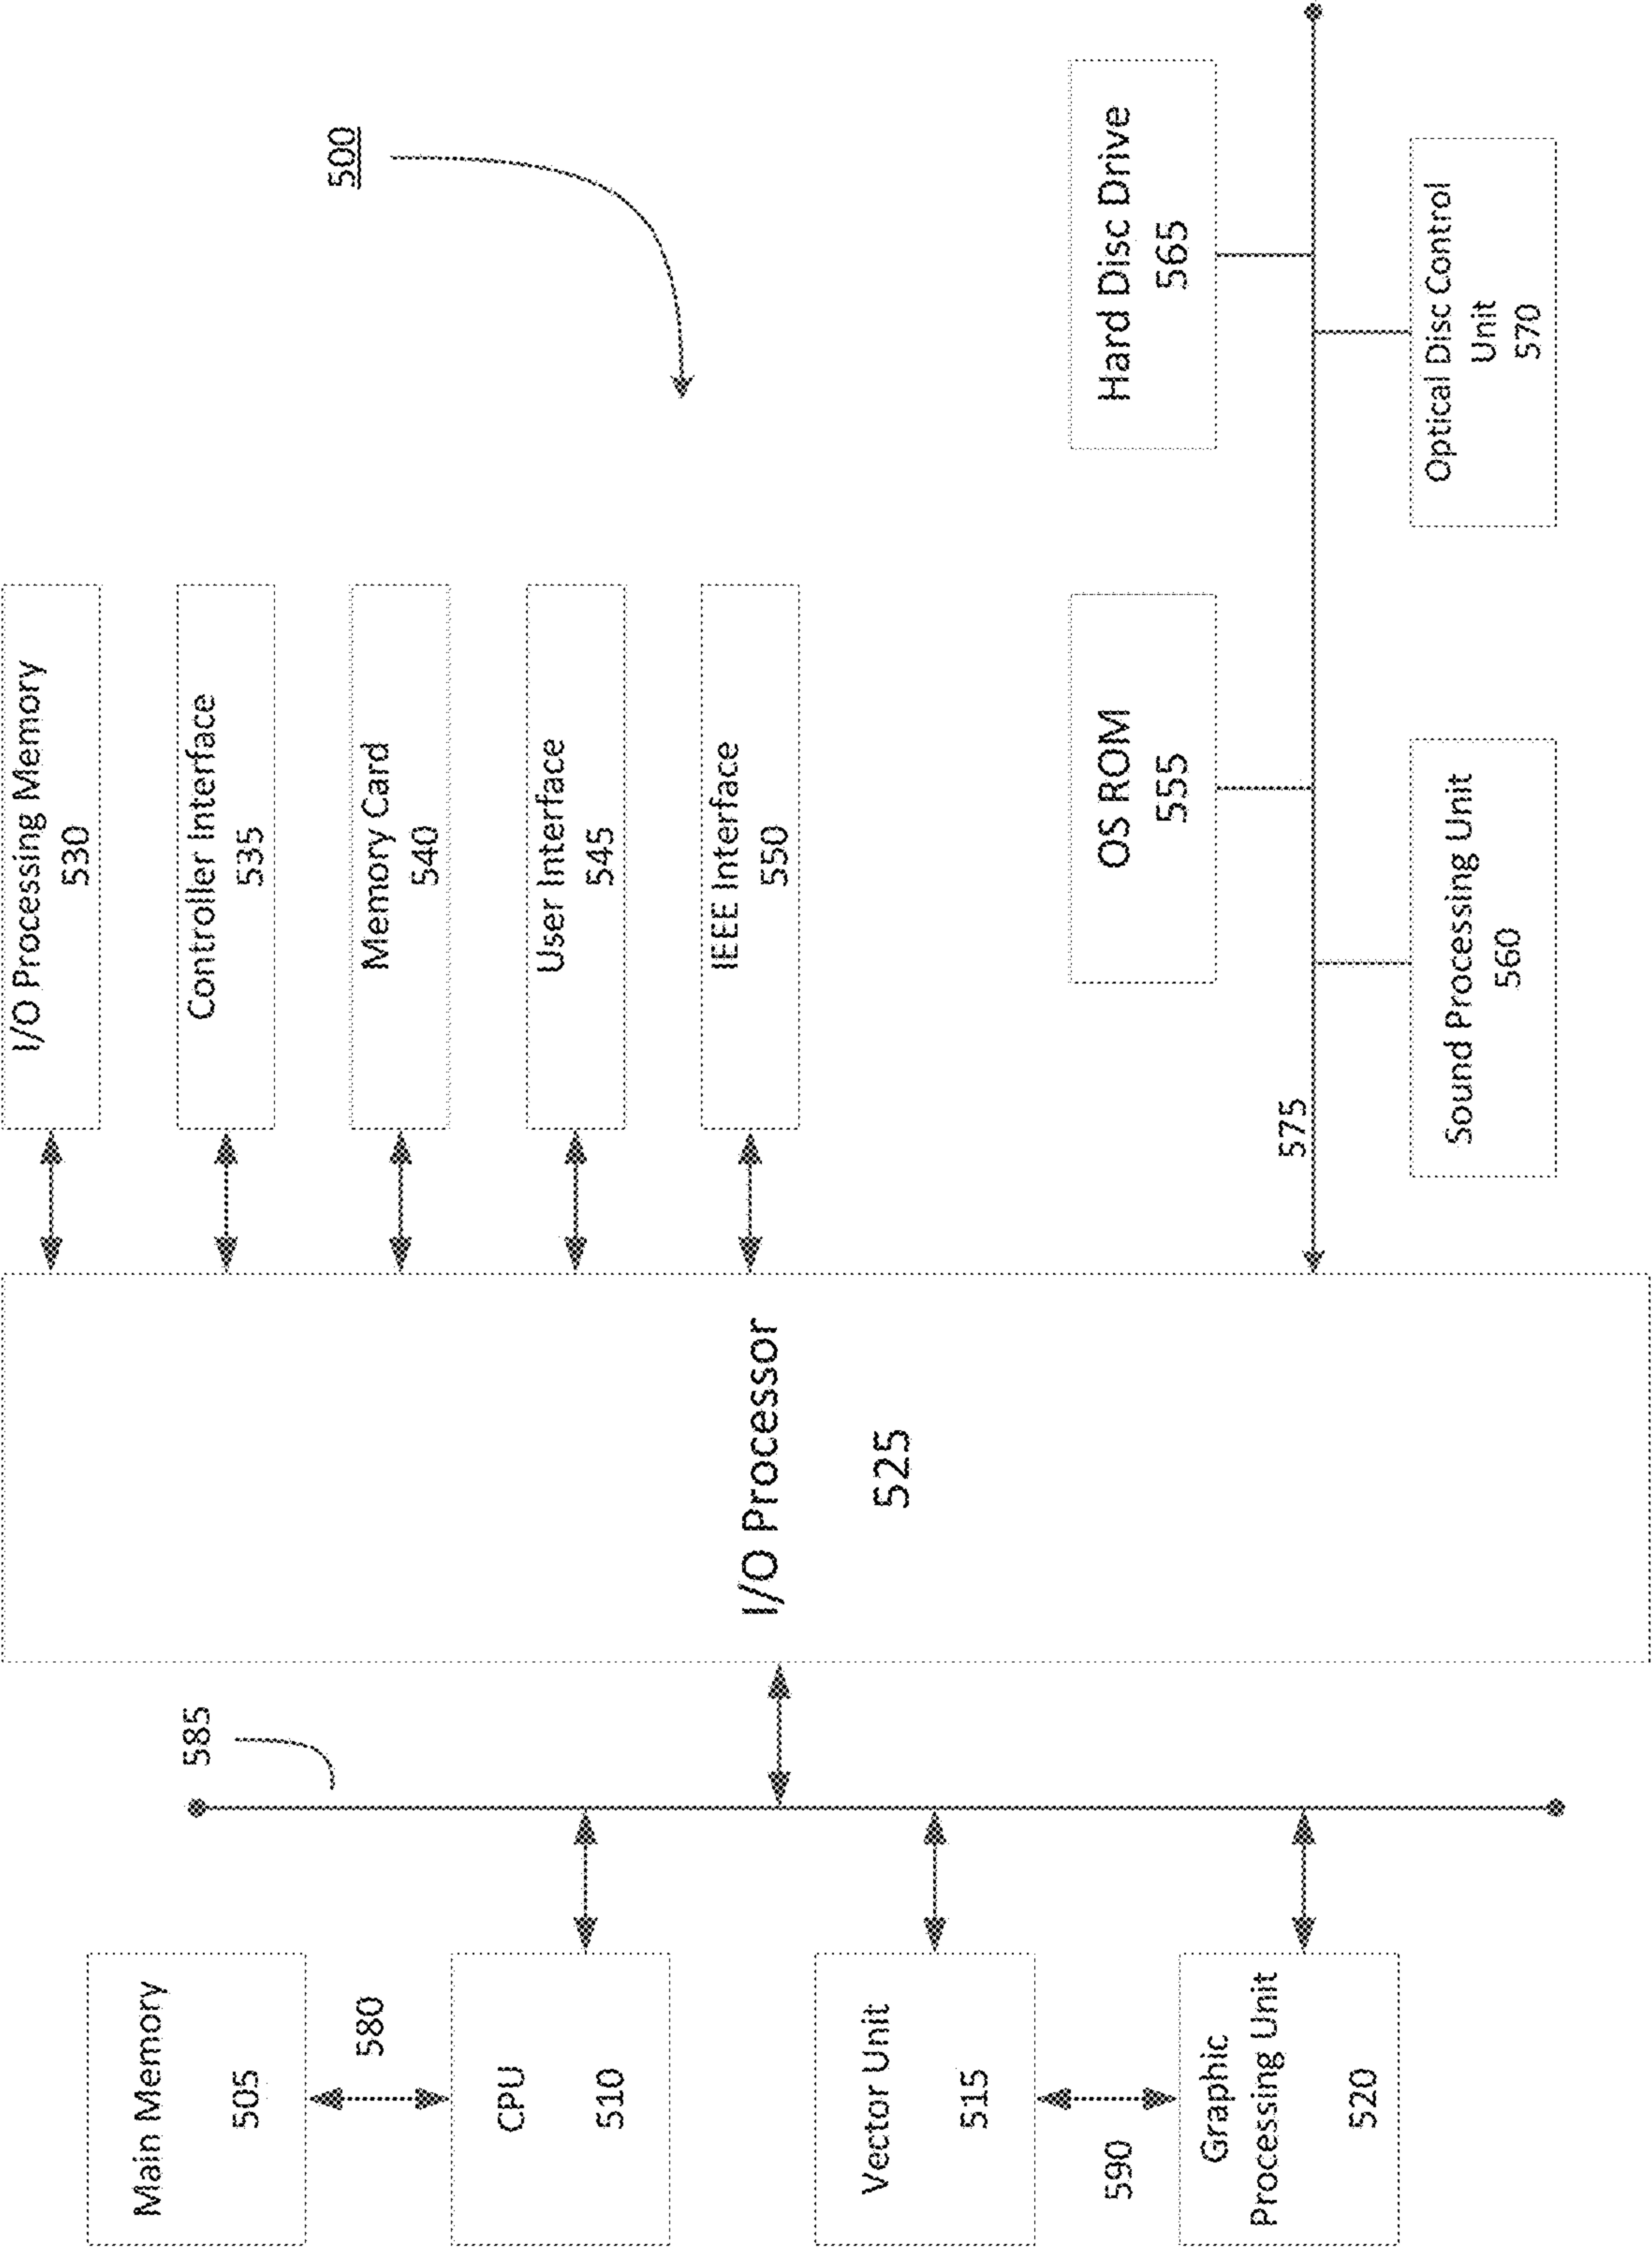 Main Memory
505
580
CPU
510
Vector Unit
515
590
Graphic
Processing Unit
520
585
I/O Processor
525
I/O Processing Memory
530
Controller Interface
535
Memory Card
540
User Interface
545
IEEE Interface
550
575
OS ROM
555
Sound Processing Unit
560
Hard Disc Drive
565
Optical Disc Control
Unit
570
500